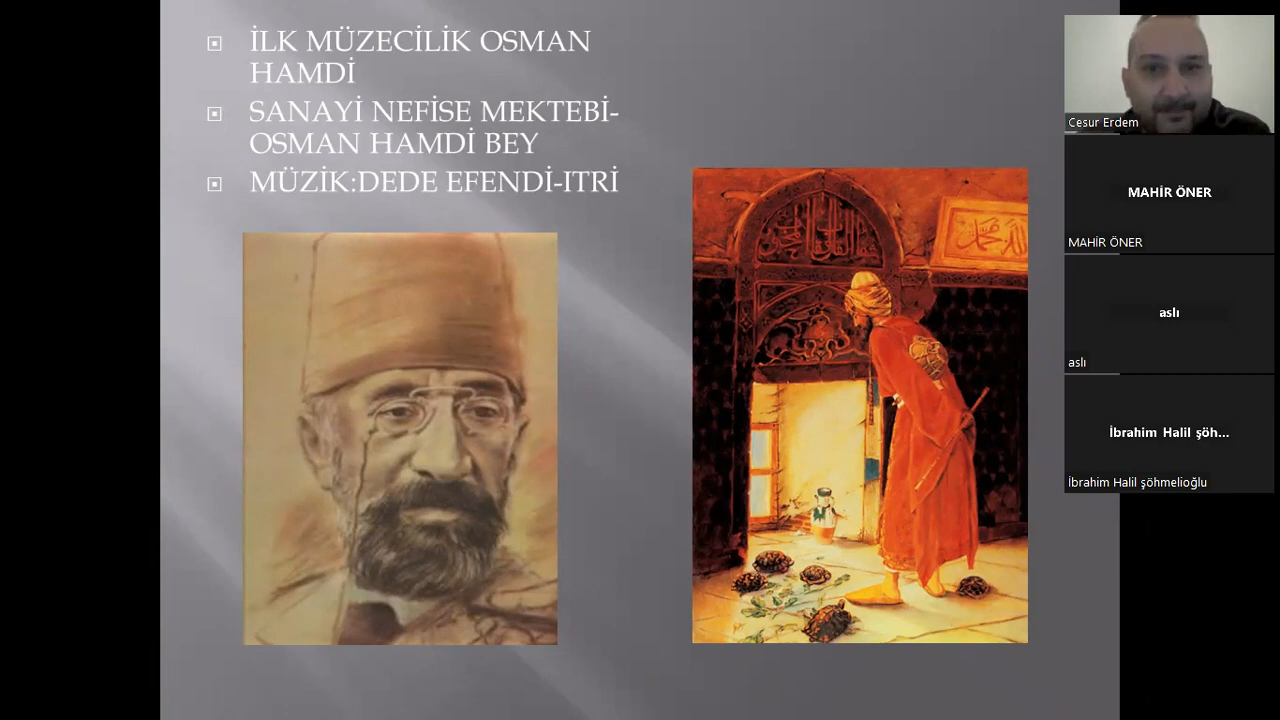 İLK MÜZECİLİK OSMAN
HAMDİ
SANAYİ NEFİSE MEKTEBİ-
OSMAN HAMDİ BEY
MÜZİK:DEDE EFENDİ-ITRİ
Cesur Erdem
MAHİR ÖNER
MAHİR ÖNER
aslı
aslı
İbrahim Halil şöh...
İbrahim Halil şöhmelioğlu